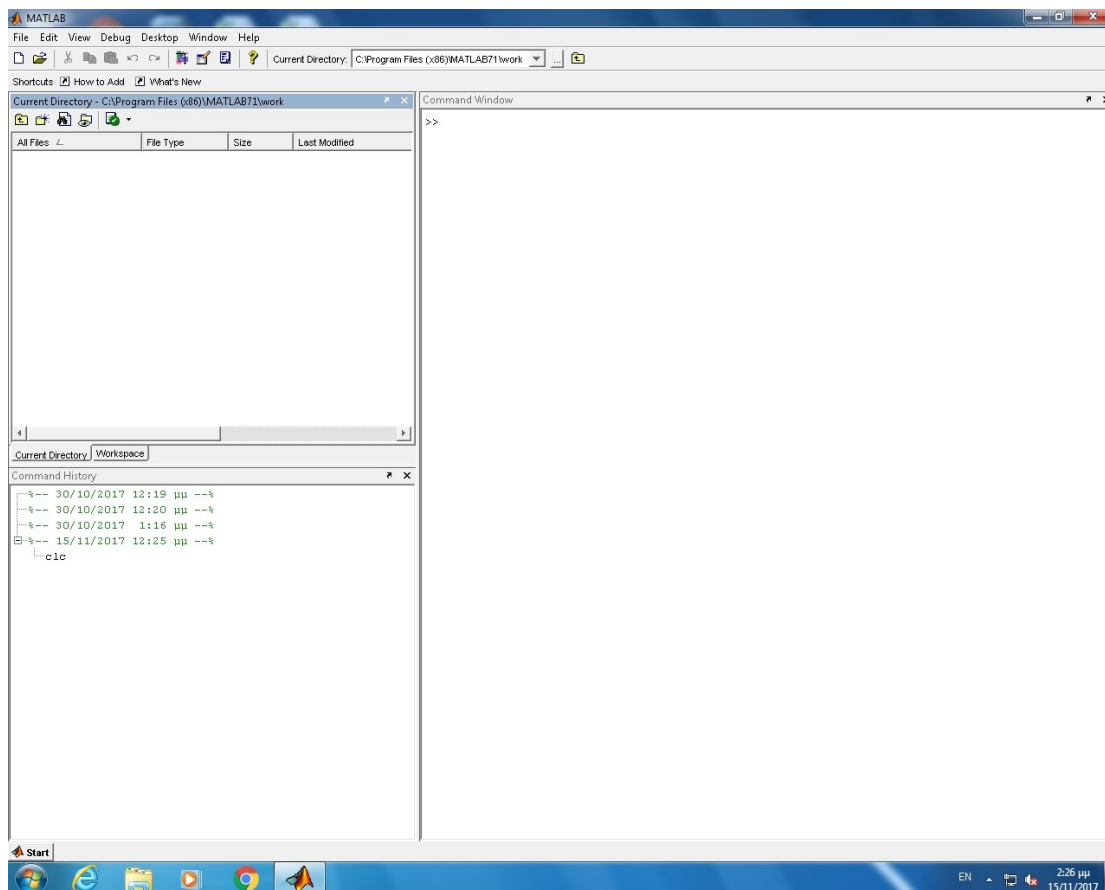 MATLAB
File Edit View Debug Desktop Window Help
Current Directory: C:\Program Files (x86)\MATLAB71\work ...
Shortcuts How to Add What's New
Current Directory - C:\Program Files (x86)\MATLAB71\work
All Files File Type Size Last Modified
Current Directory Workspace
Command History
%-- 30/10/2017 12:19 μμ --%
%-- 30/10/2017 12:20 μμ --%
%-- 30/10/2017 1:16 μμ --%
%-- 15/11/2017 12:25 μμ --%
clc
Command Window
>>
Start
EN
2:26 μμ
15/11/2017